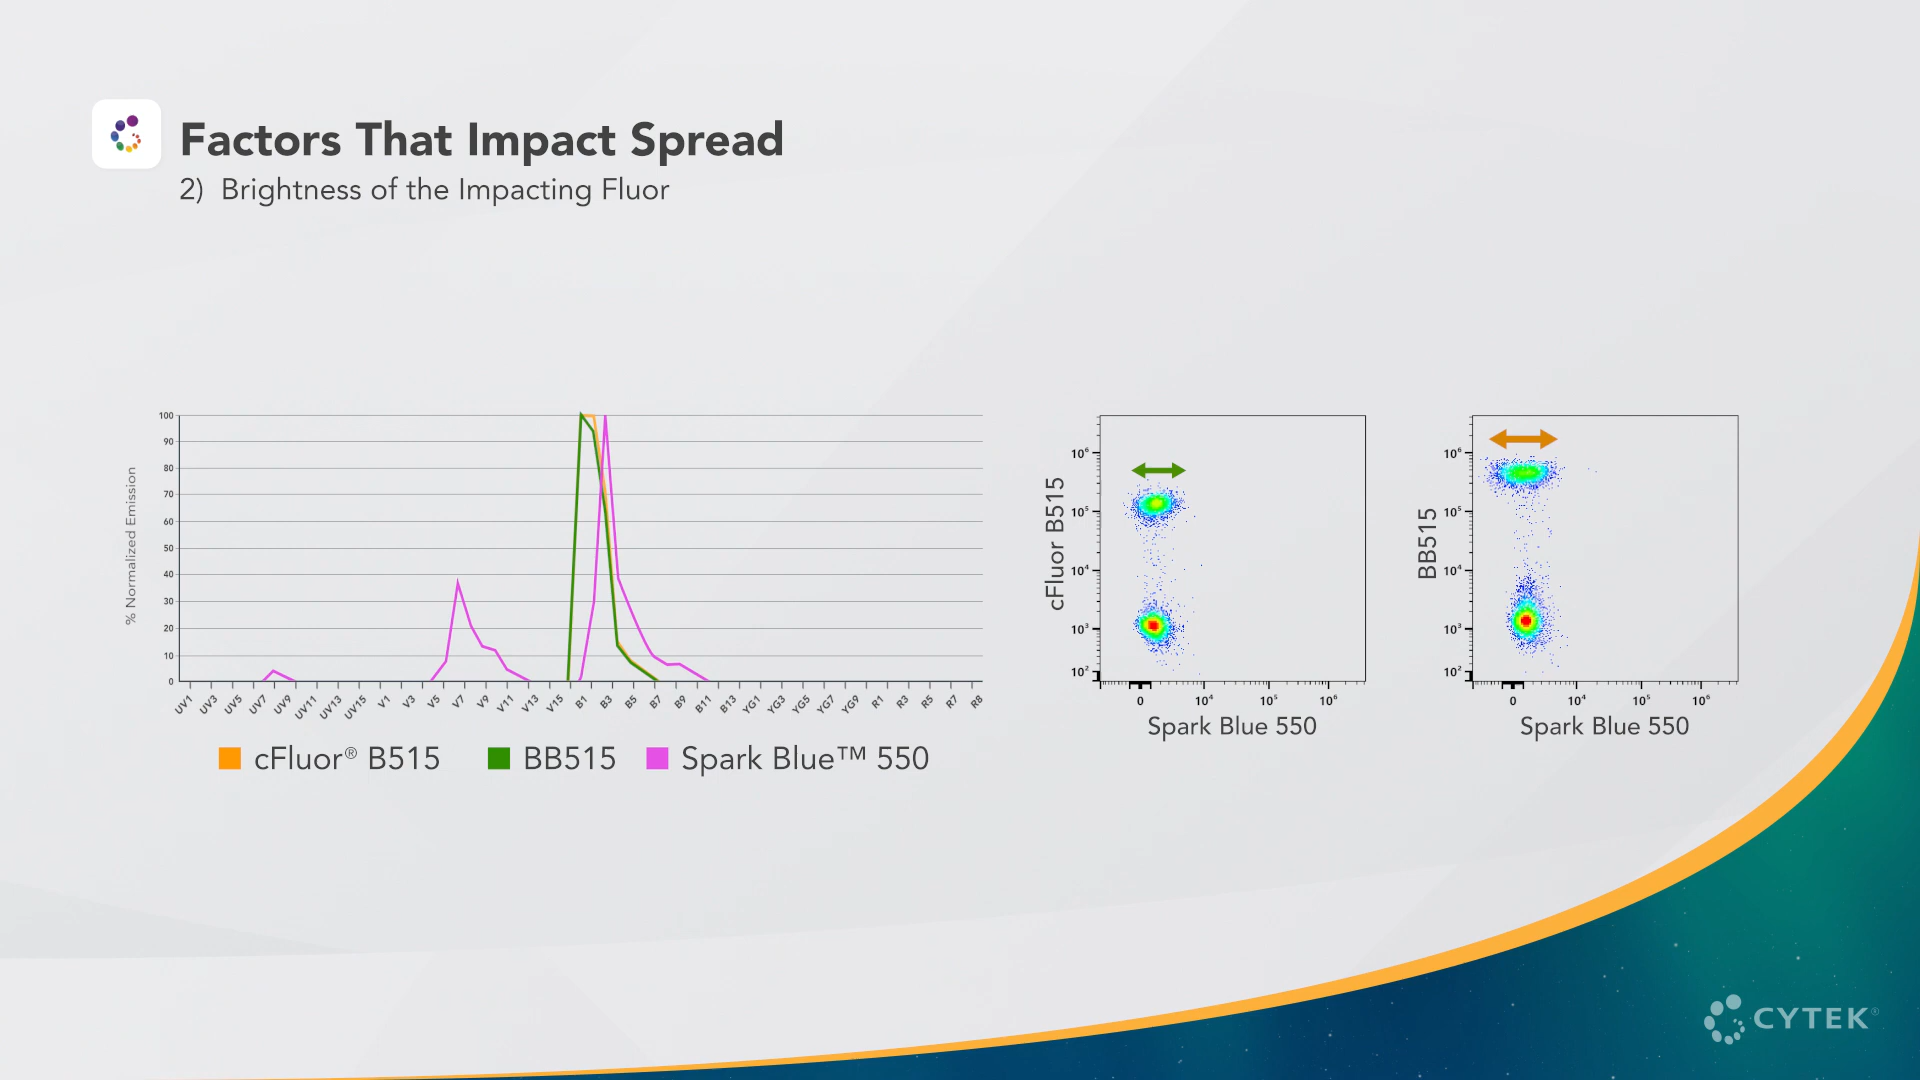 Factors That Impact Spread
2) Brightness of the Impacting Fluor
% Normalized Emission
100
90
80
70
60
50
40
30
20
10
0
UV1 UV3 UV5 UV7 UV9 UV11 UV13 UV15 V1 V3 V5 V7 V9 V11 V13 V15 B1 B3 B5 B7 B9 B11 B13 YG1 YG3 YG5 YG7 YG9 R1 R3 R5 R7 R8
cFluor® B515 BB515 Spark Blue™ 550
cFluor B515
10⁶
10⁵
10⁴
10³
10²
0 10⁴ 10⁵ 10⁶
Spark Blue 550
BB515
10⁶
10⁵
10⁴
10³
10²
0 10⁴ 10⁵ 10⁶
Spark Blue 550
CYTEK®